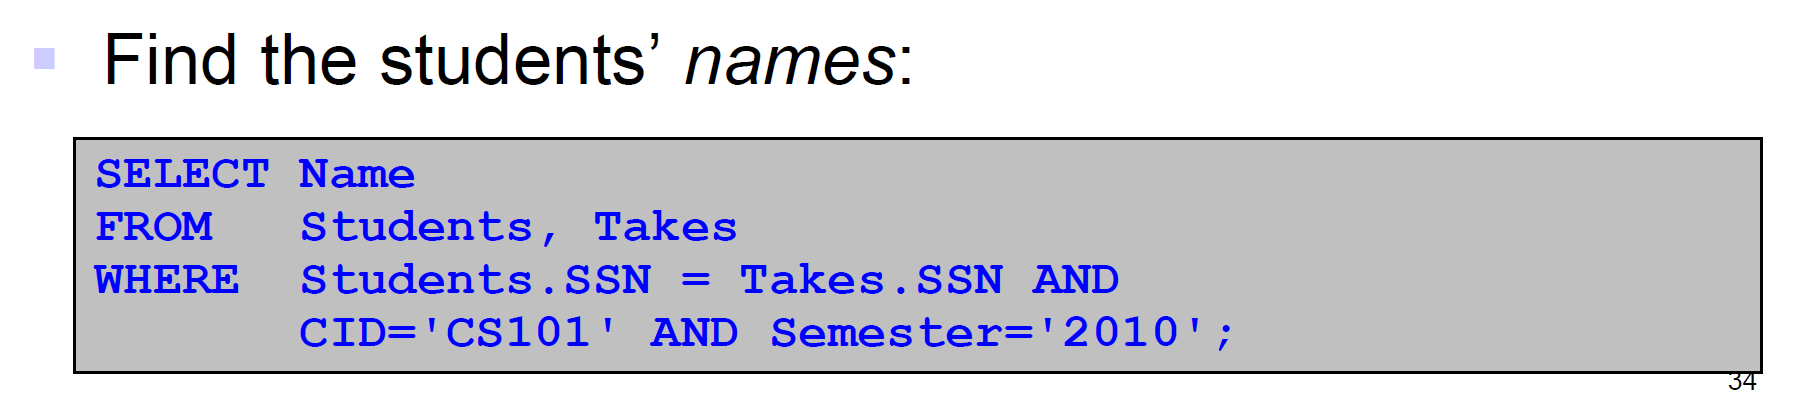 Find the students’ names:
SELECT Name
FROM   Students, Takes
WHERE  Students.SSN = Takes.SSN AND
       CID='CS101' AND Semester='2010';
34